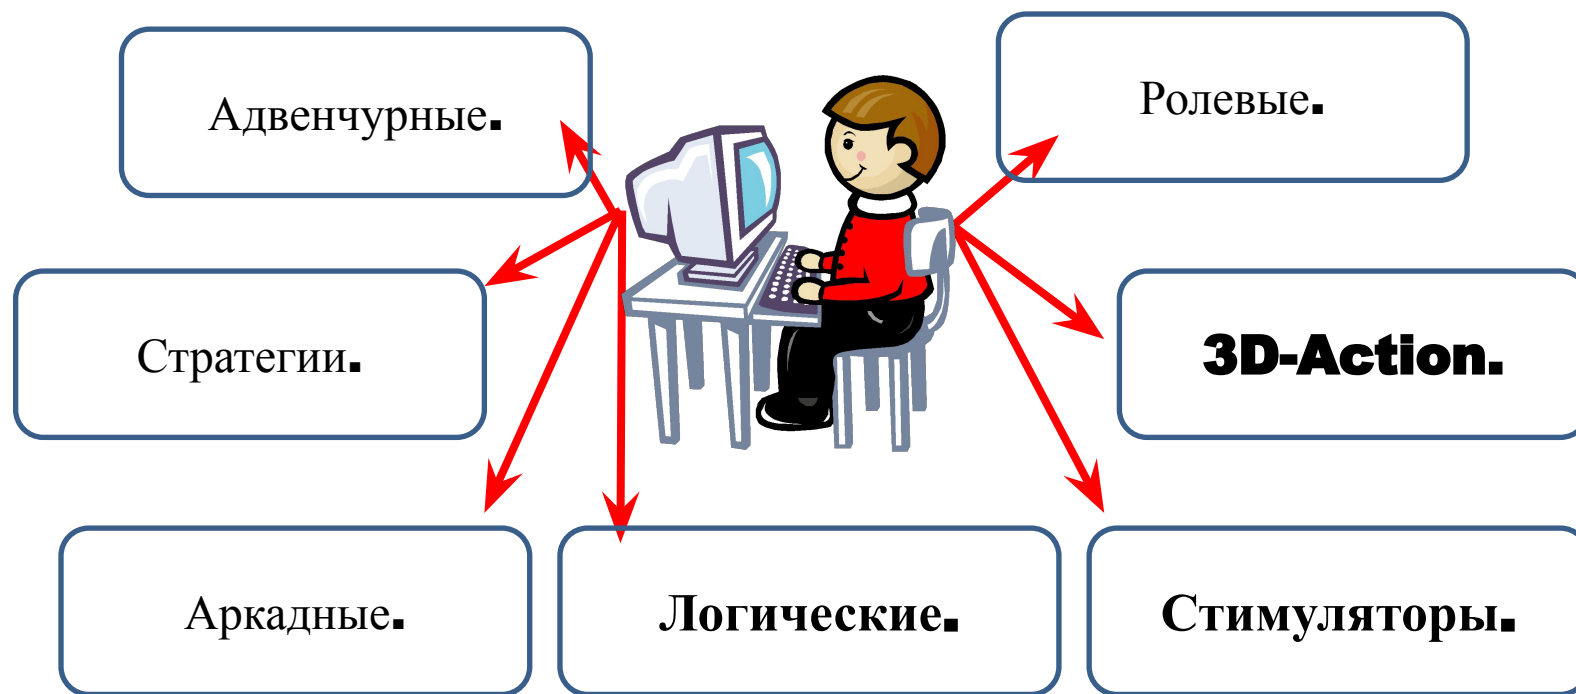 Адвенчурные.
Ролевые.
Стратегии.
3D-Action.
Аркадные.
Логические.
Стимуляторы.